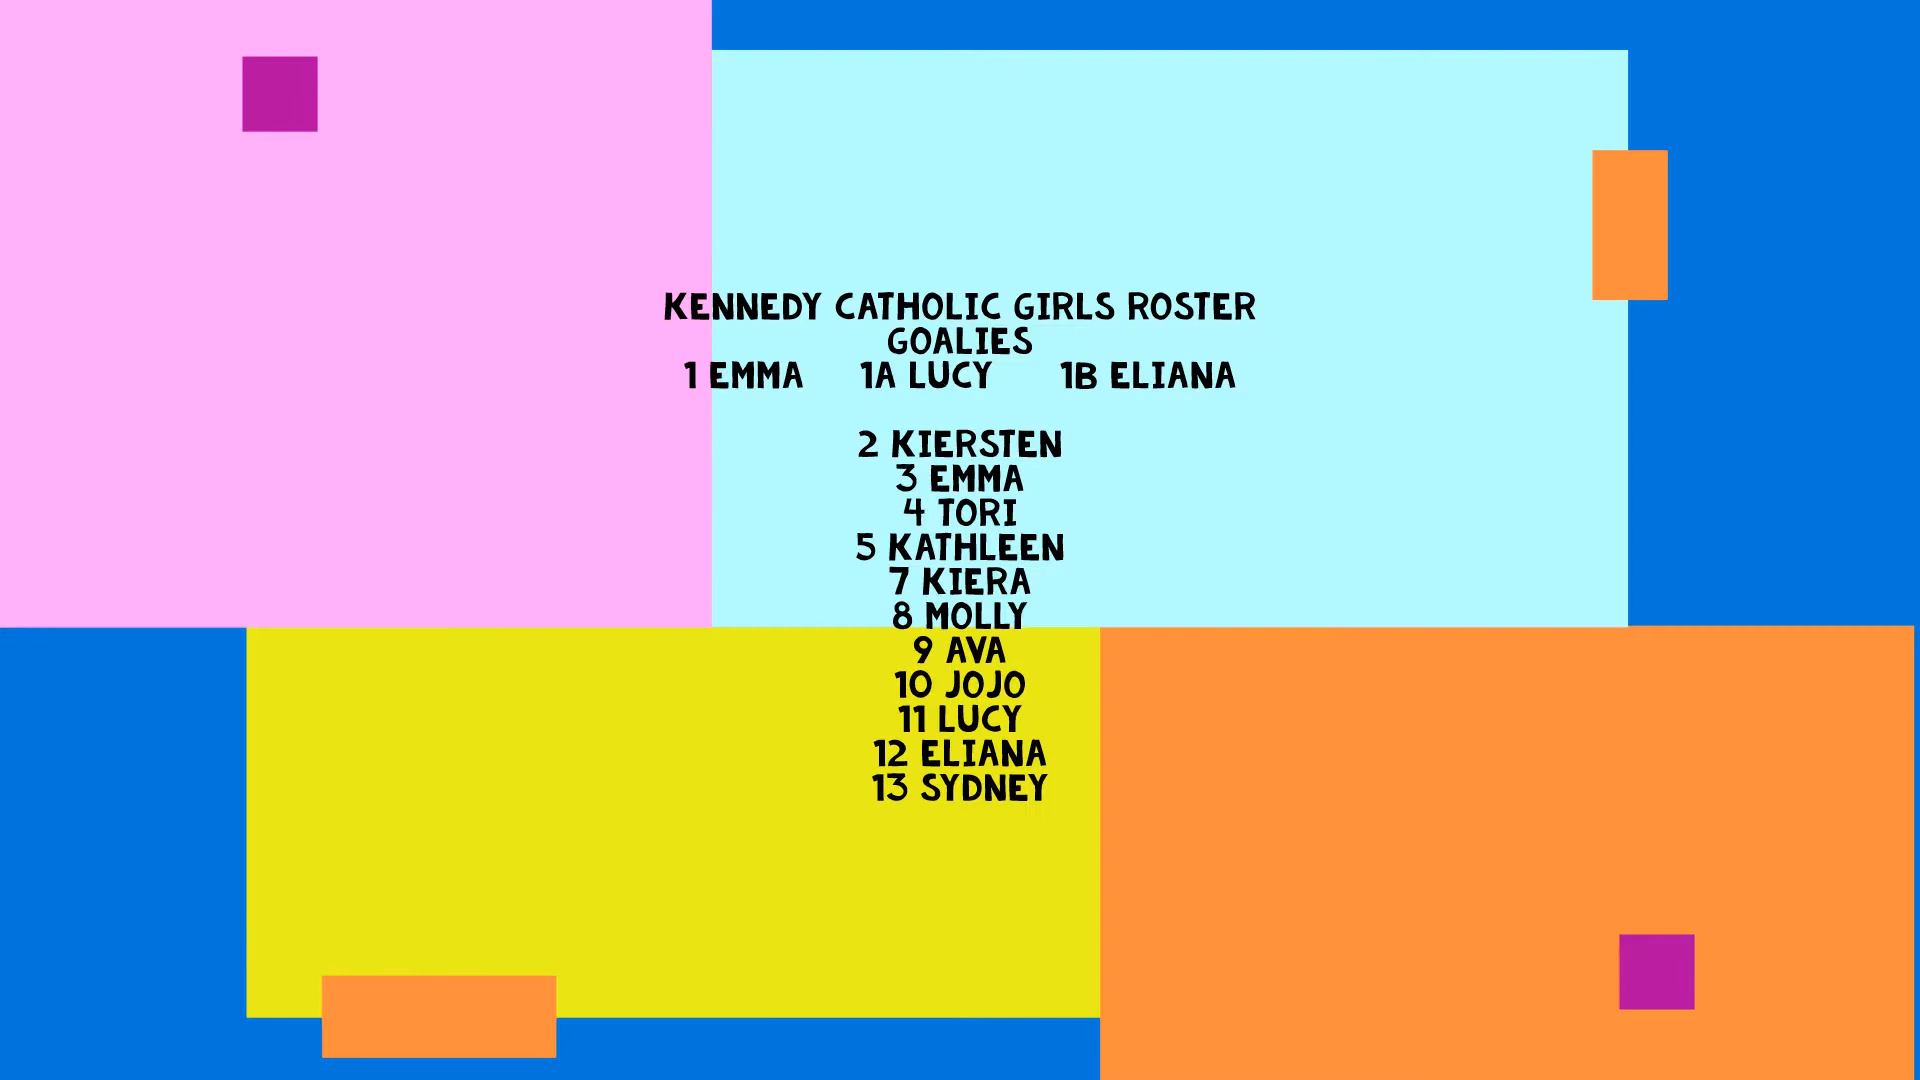 KENNEDY CATHOLIC GIRLS ROSTER
GOALIES
1 EMMA 1A LUCY 1B ELIANA
2 KIERSTEN
3 EMMA
4 TORI
5 KATHLEEN
7 KIERA
8 MOLLY
9 AVA
10 JOJO
11 LUCY
12 ELIANA
13 SYDNEY